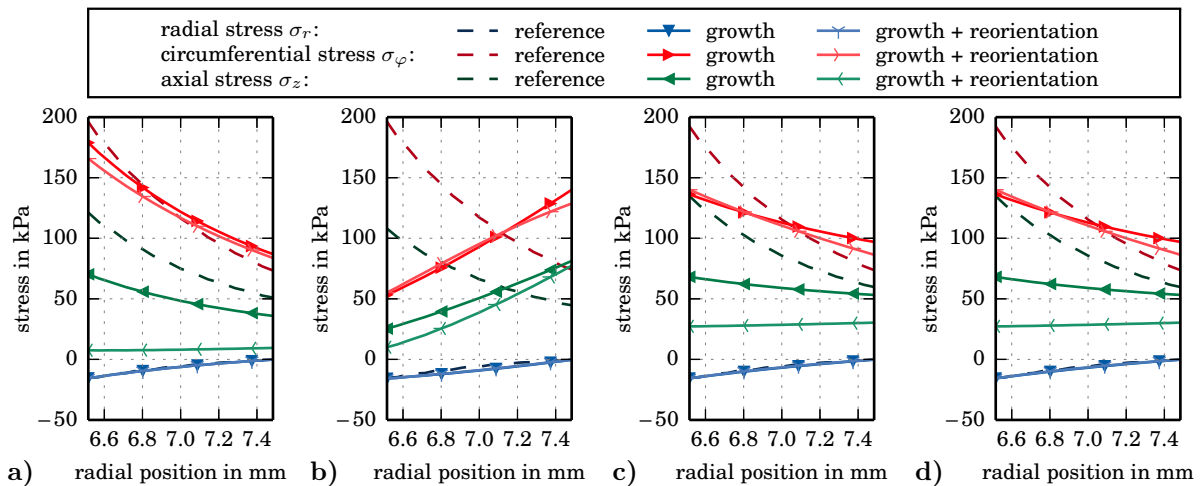 radial stress σr: reference growth growth + reorientation
circumferential stress σφ: reference growth growth + reorientation
axial stress σz: reference growth growth + reorientation
stress in kPa
200
150
100
50
0
−50
6.6 6.8 7.0 7.2 7.4
a) radial position in mm
stress in kPa
200
150
100
50
0
−50
6.6 6.8 7.0 7.2 7.4
b) radial position in mm
stress in kPa
200
150
100
50
0
−50
6.6 6.8 7.0 7.2 7.4
c) radial position in mm
stress in kPa
200
150
100
50
0
−50
6.6 6.8 7.0 7.2 7.4
d) radial position in mm